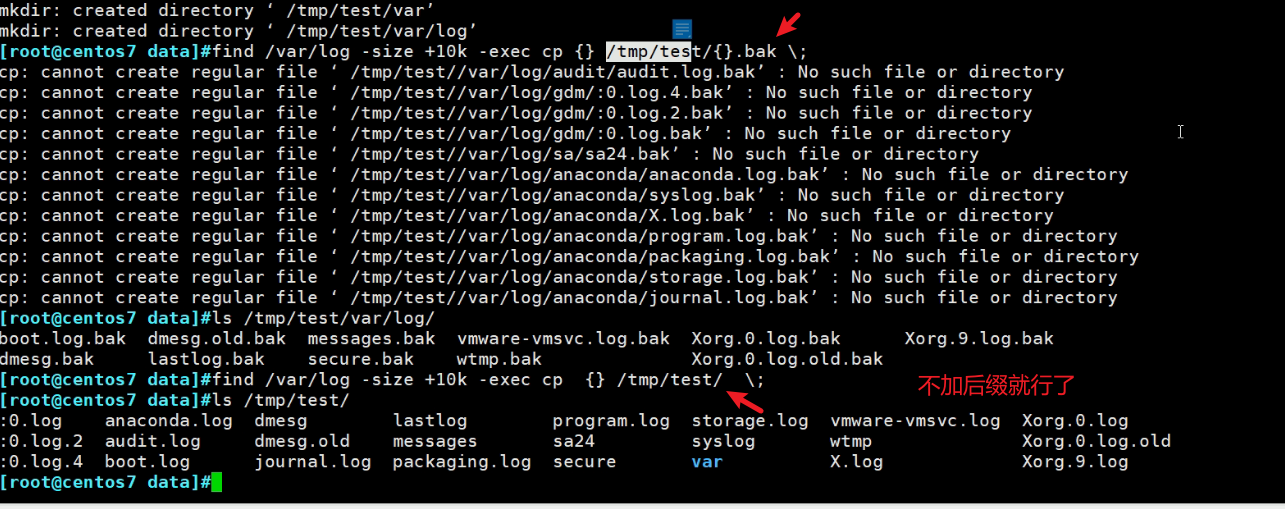 mkdir: created directory ‘ /tmp/test/var’
mkdir: created directory ‘ /tmp/test/var/log’
[root@centos7 data]#find /var/log -size +10k -exec cp {} /tmp/test/{}.bak \;
cp: cannot create regular file ‘ /tmp/test//var/log/audit/audit.log.bak’ : No such file or directory
cp: cannot create regular file ‘ /tmp/test//var/log/gdm/:0.log.4.bak’ : No such file or directory
cp: cannot create regular file ‘ /tmp/test//var/log/gdm/:0.log.2.bak’ : No such file or directory
cp: cannot create regular file ‘ /tmp/test//var/log/gdm/:0.log.bak’ : No such file or directory
cp: cannot create regular file ‘ /tmp/test//var/log/sa/sa24.bak’ : No such file or directory
cp: cannot create regular file ‘ /tmp/test//var/log/anaconda/anaconda.log.bak’ : No such file or directory
cp: cannot create regular file ‘ /tmp/test//var/log/anaconda/syslog.bak’ : No such file or directory
cp: cannot create regular file ‘ /tmp/test//var/log/anaconda/X.log.bak’ : No such file or directory
cp: cannot create regular file ‘ /tmp/test//var/log/anaconda/program.log.bak’ : No such file or directory
cp: cannot create regular file ‘ /tmp/test//var/log/anaconda/packaging.log.bak’ : No such file or directory
cp: cannot create regular file ‘ /tmp/test//var/log/anaconda/storage.log.bak’ : No such file or directory
cp: cannot create regular file ‘ /tmp/test//var/log/anaconda/journal.log.bak’ : No such file or directory
[root@centos7 data]#ls /tmp/test/var/log/
boot.log.bak dmesg.old.bak messages.bak vmware-vmsvc.log.bak Xorg.0.log.bak Xorg.9.log.bak
dmesg.bak lastlog.bak secure.bak wtmp.bak Xorg.0.log.old.bak
[root@centos7 data]#find /var/log -size +10k -exec cp  {} /tmp/test/  \;
不加后缀就行了
[root@centos7 data]#ls /tmp/test/
:0.log anaconda.log dmesg lastlog program.log storage.log vmware-vmsvc.log Xorg.0.log
:0.log.2 audit.log dmesg.old messages sa24 syslog wtmp Xorg.0.log.old
:0.log.4 boot.log journal.log packaging.log secure var X.log Xorg.9.log
[root@centos7 data]#